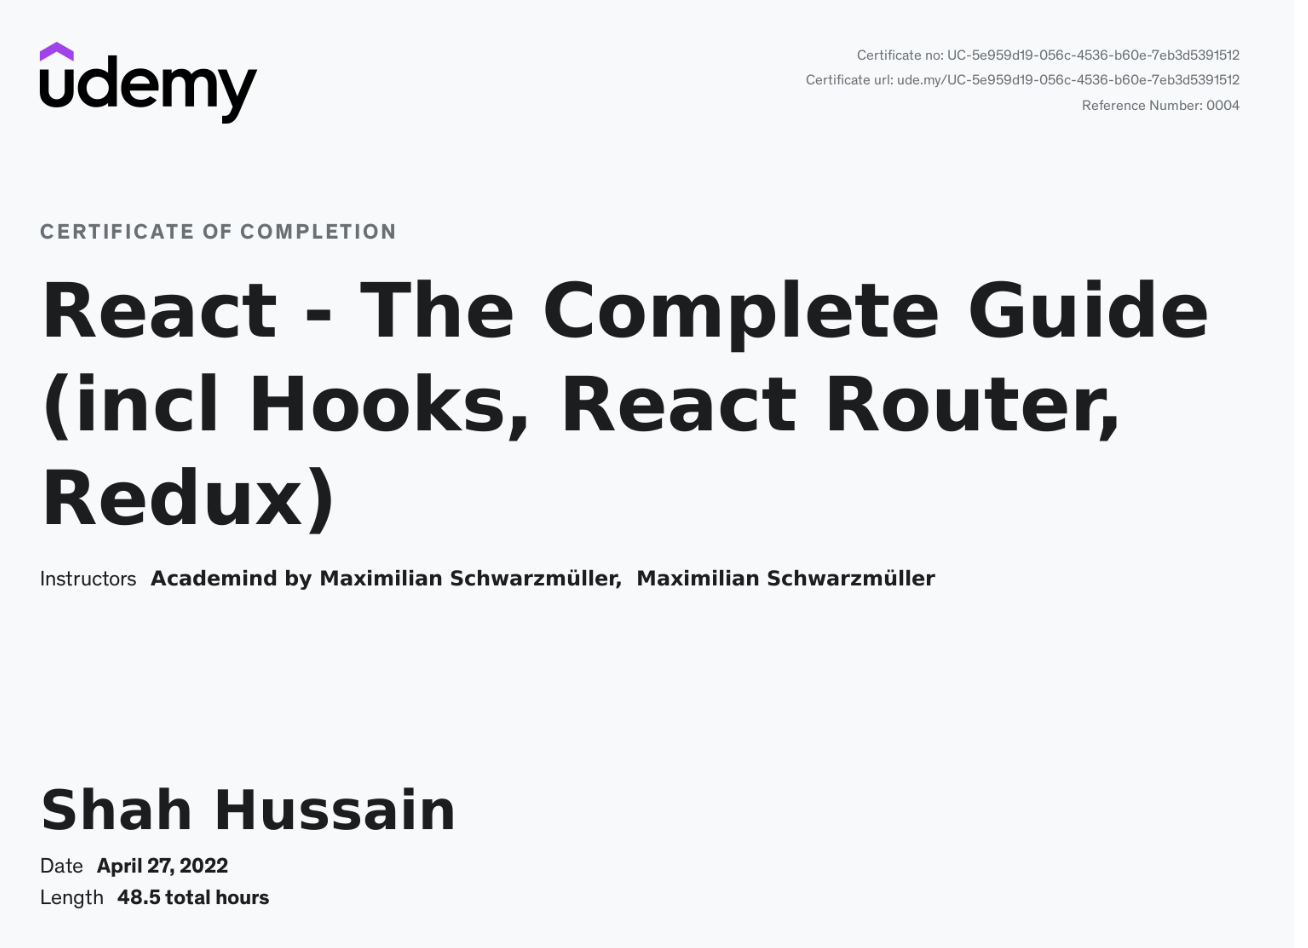 udemy
Certificate no: UC-5e959d19-056c-4536-b60e-7eb3d5391512
Certificate url: ude.my/UC-5e959d19-056c-4536-b60e-7eb3d5391512
Reference Number: 0004
CERTIFICATE OF COMPLETION
React - The Complete Guide
(incl Hooks, React Router,
Redux)
Instructors Academind by Maximilian Schwarzmüller, Maximilian Schwarzmüller
Shah Hussain
Date April 27, 2022
Length 48.5 total hours